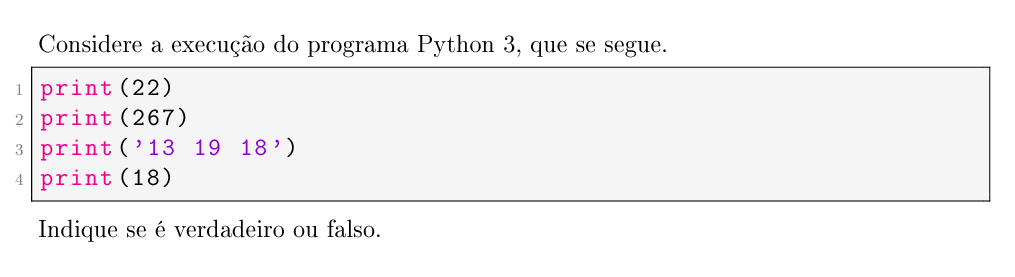 Considere a execução do programa Python 3, que se segue.
1 print(22)
2 print(267)
3 print('13 19 18')
4 print(18)
Indique se é verdadeiro ou falso.